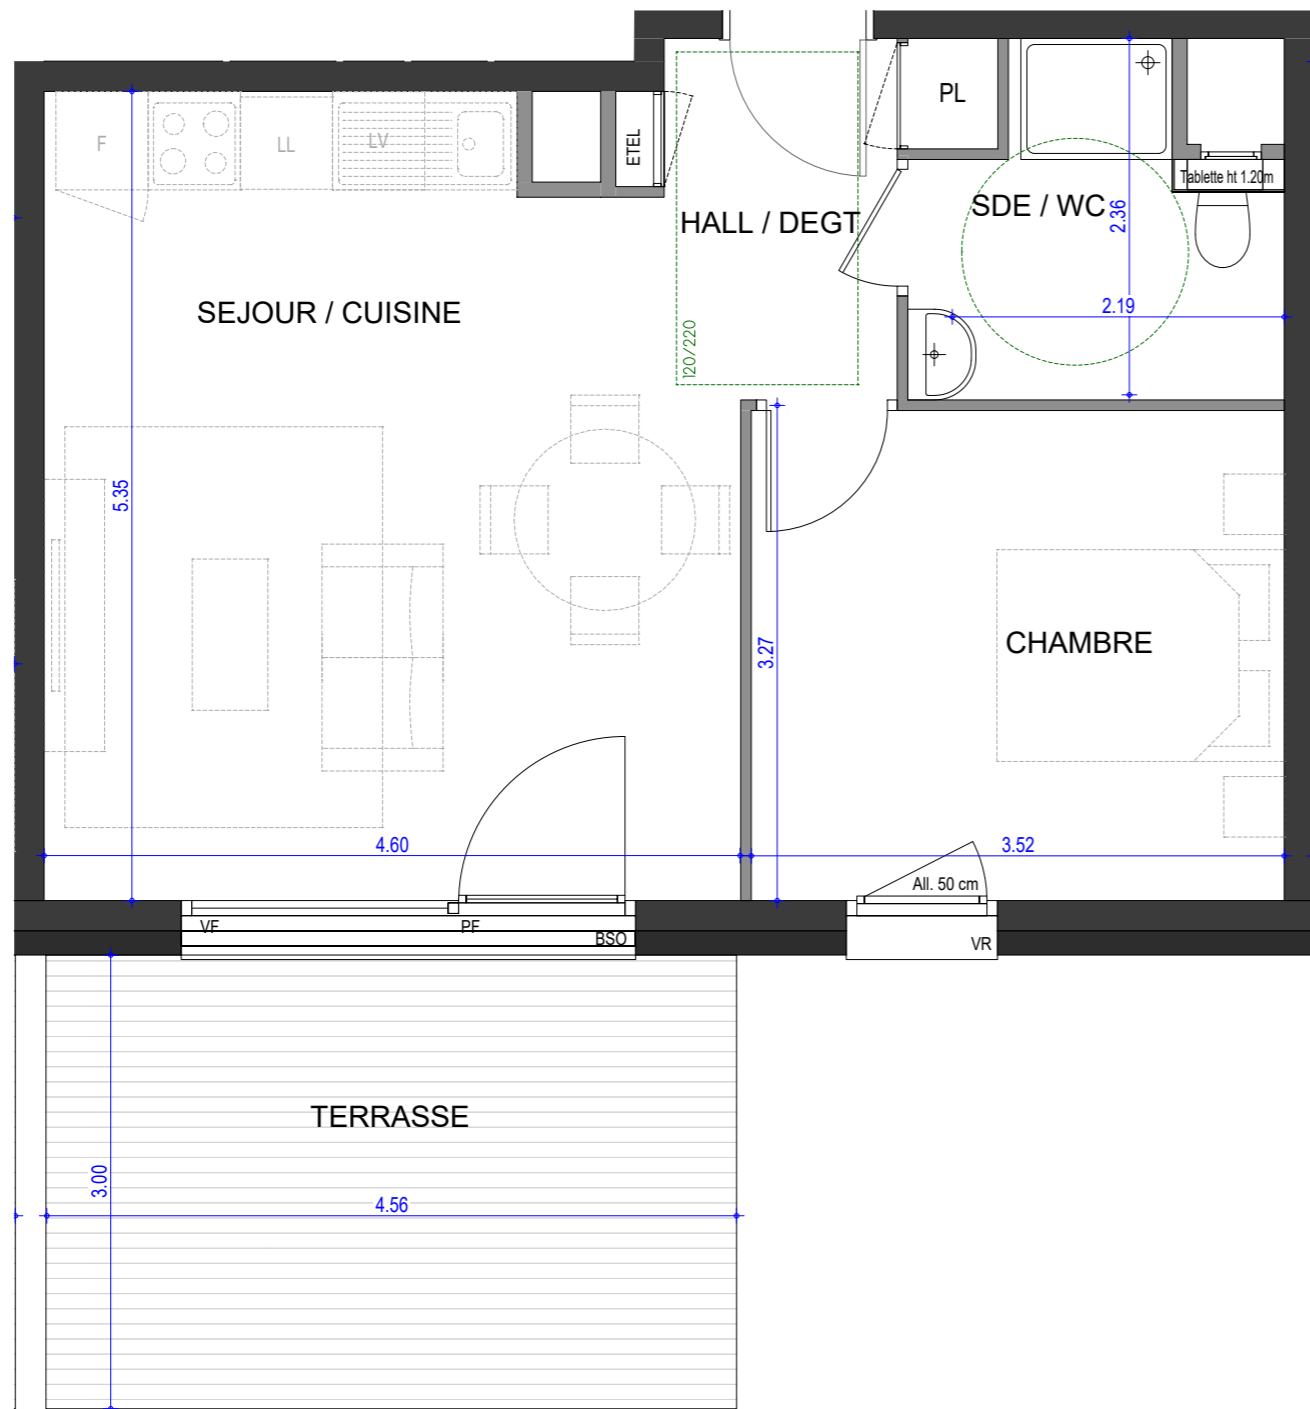 PL
F
LL
LV
ETEL
Tablette ht 1.20m
HALL / DEGT
SDE / WC
2.36
SEJOUR / CUISINE
2.19
120/220
5.35
3.27
CHAMBRE
4.60
3.52
All. 50 cm
VF
PF
BSO
VR
TERRASSE
3.00
4.56